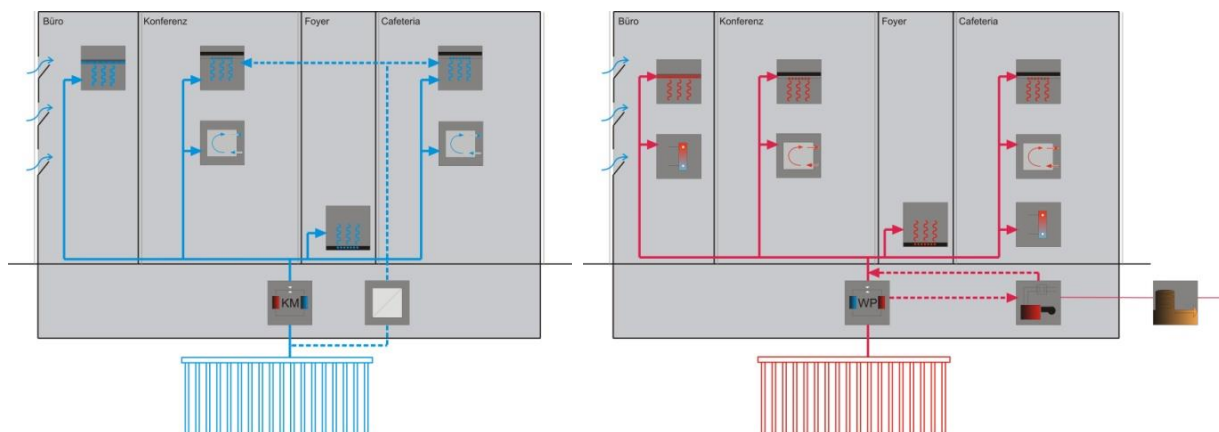 Büro
Konferenz
Foyer
Cafeteria
KM
Büro
Konferenz
Foyer
Cafeteria
WP